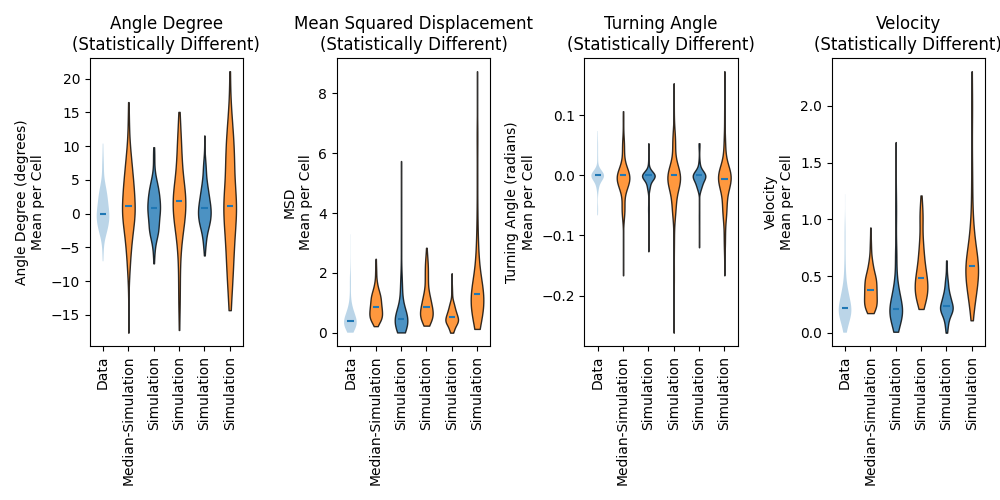 Angle Degree
(Statistically Different)
Angle Degree (degrees)
Mean per Cell
20
15
10
5
0
−5
−10
−15
Data
Median-Simulation
Simulation
Simulation
Simulation
Simulation
Mean Squared Displacement
(Statistically Different)
MSD
Mean per Cell
8
6
4
2
0
Data
Median-Simulation
Simulation
Simulation
Simulation
Simulation
Turning Angle
(Statistically Different)
Turning Angle (radians)
Mean per Cell
0.1
0.0
−0.1
−0.2
Data
Median-Simulation
Simulation
Simulation
Simulation
Simulation
Velocity
(Statistically Different)
Velocity
Mean per Cell
2.0
1.5
1.0
0.5
0.0
Data
Median-Simulation
Simulation
Simulation
Simulation
Simulation